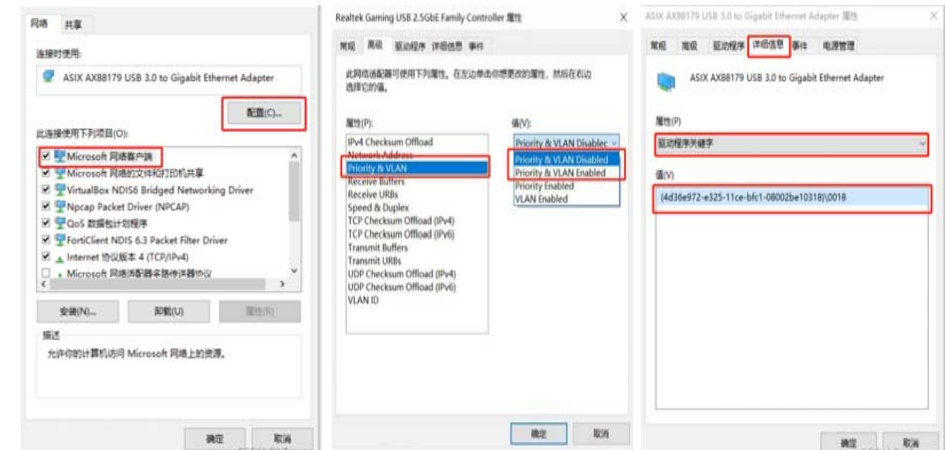 网络 共享
连接时使用:
ASIX AX88179 USB 3.0 to Gigabit Ethernet Adapter
配置(C)...
此连接使用下列项目(O):
Microsoft 网络客户端
Microsoft 网络的文件和打印机共享
VirtualBox NDIS6 Bridged Networking Driver
Npcap Packet Driver (NPCAP)
QoS 数据包计划程序
FortiClient NDIS 6.3 Packet Filter Driver
Internet 协议版本 4 (TCP/IPv4)
Microsoft 网络适配器多路传送器协议
安装(N)... 卸载(U) 属性(R)
描述
允许你的计算机访问 Microsoft 网络上的资源。
确定 取消
Realtek Gaming USB 2.5GbE Family Controller 属性
常规 高级 驱动程序 详细信息 事件
此网络适配器可使用下列属性。在左边单击你想更改的属性，然后在右边
选择它的值。
属性(P): 值(V):
IPv4 Checksum Offload Priority & VLAN Disablec
Network Address
Priority & VLAN
Receive Buffers
Receive URBs
Speed & Duplex
TCP Checksum Offload (IPv4)
TCP Checksum Offload (IPv6)
Transmit Buffers
Transmit URBs
UDP Checksum Offload (IPv4)
UDP Checksum Offload (IPv6)
VLAN ID
Priority & VLAN Disabled
Priority & VLAN Enabled
Priority Enabled
VLAN Enabled
确定 取消
ASIX AX88179 USB 3.0 to Gigabit Ethernet Adapter 属性
常规 高级 驱动程序 详细信息 事件 电源管理
ASIX AX88179 USB 3.0 to Gigabit Ethernet Adapter
属性(P)
驱动程序关键字
值(V)
{4d36e972-e325-11ce-bfc1-08002be10318}\0018
确定 取消